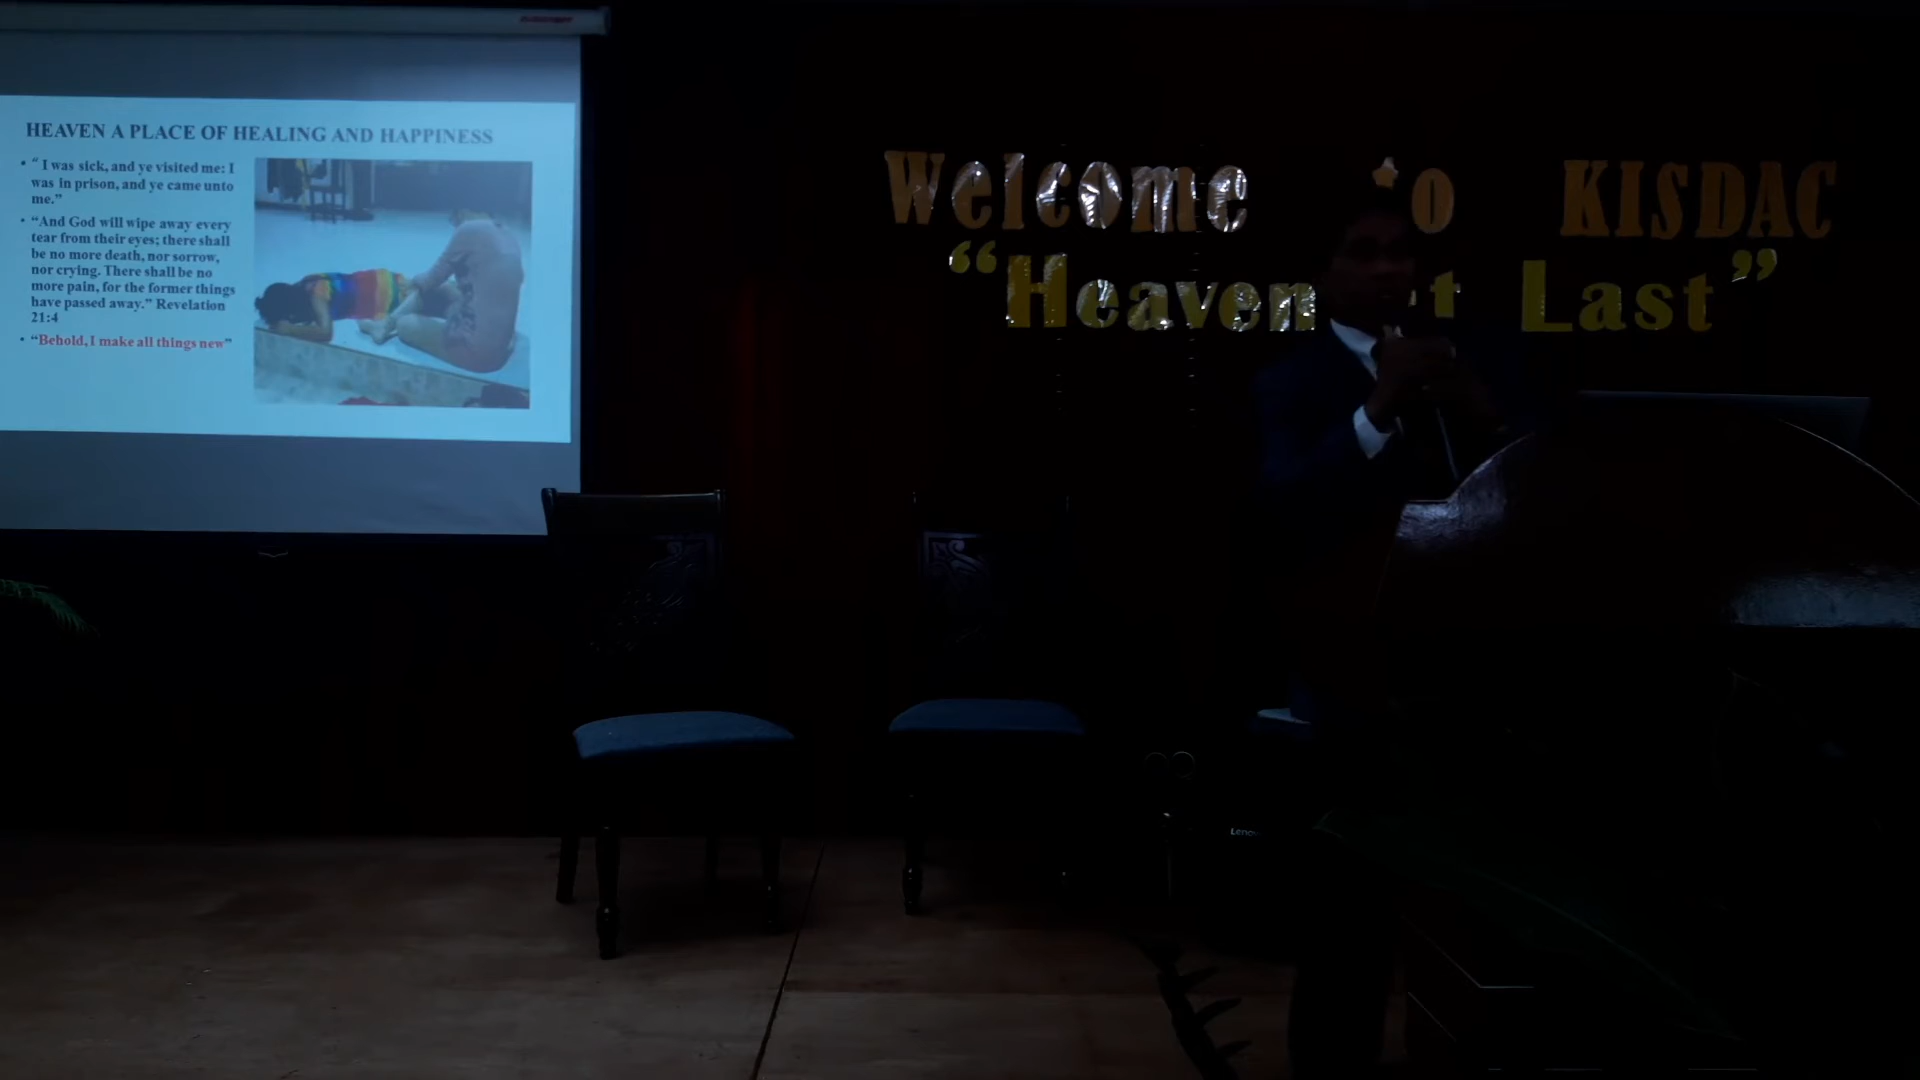 HEAVEN A PLACE OF HEALING AND HAPPINESS
• “ I was sick, and ye visited me: I
was in prison, and ye came unto
me.”
• “And God will wipe away every
tear from their eyes; there shall
be no more death, nor sorrow,
nor crying. There shall be no
more pain, for the former things
have passed away.” Revelation
21:4
• “Behold, I make all things new”
Welcome o KISDAC
“Heaven t Last”